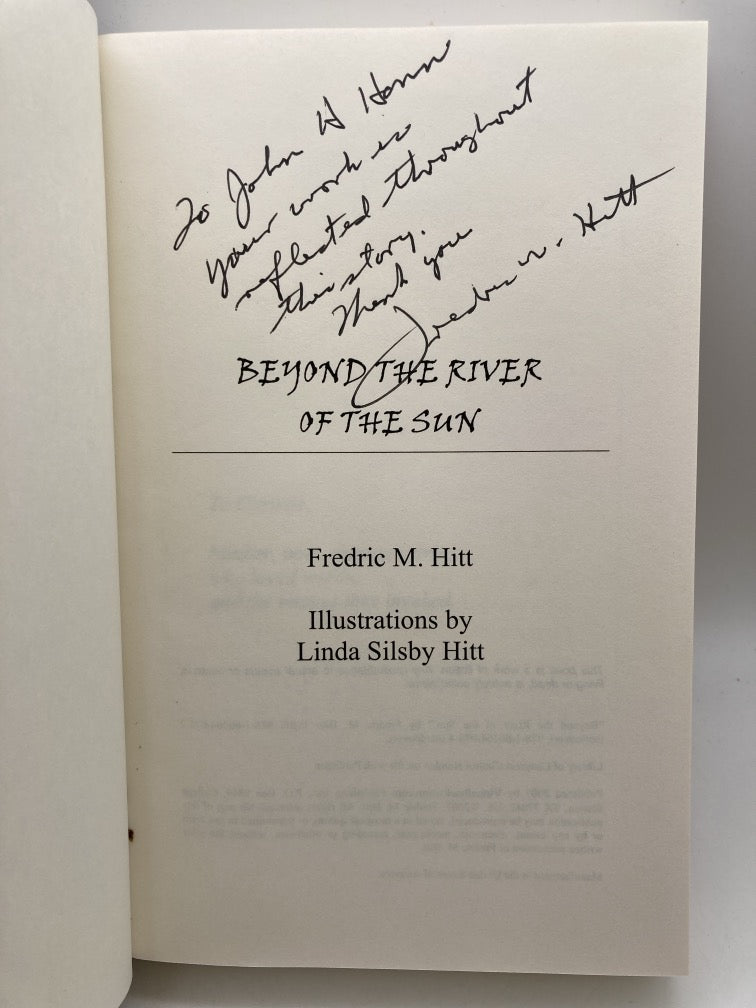 To John H Hann
your work is
reflected throughout
this story.
Thank you
Fredric M. Hitt
BEYOND THE RIVER
OF THE SUN
Fredric M. Hitt
Illustrations by
Linda Silsby Hitt